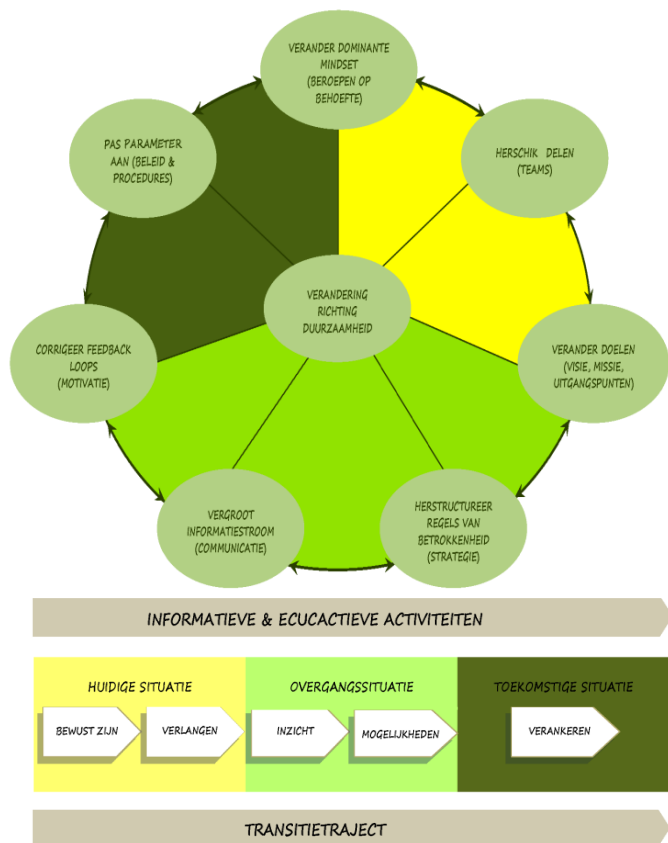 VERANDER DOMINANTE
MINDSET
(BEROEPEN OP
BEHOEFTE)
PAS PARAMETER
AAN (BELEID &
PROCEDURES)
HERSCHIK DELEN
(TEAMS)
VERANDERING
RICHTING
DUURZAAMHEID
CORRIGEER FEEDBACK
LOOPS
(MOTIVATIE)
VERANDER DOELEN
(VISIE, MISSIE,
UITGANGSPUNTEN)
VERGROOT
INFORMATIESTROOM
(COMMUNICATIE)
HERSTRUCTUREER
REGELS VAN
BETROKKENHEID
(STRATEGIE)
INFORMATIEVE & ECUCACTIEVE ACTIVITEITEN
HUIDIGE SITUATIE
OVERGANGSSITUATIE
TOEKOMSTIGE SITUATIE
BEWUST ZIJN
VERLANGEN
INZICHT
MOGELIJKHEDEN
VERANKEREN
TRANSITIETRAJECT